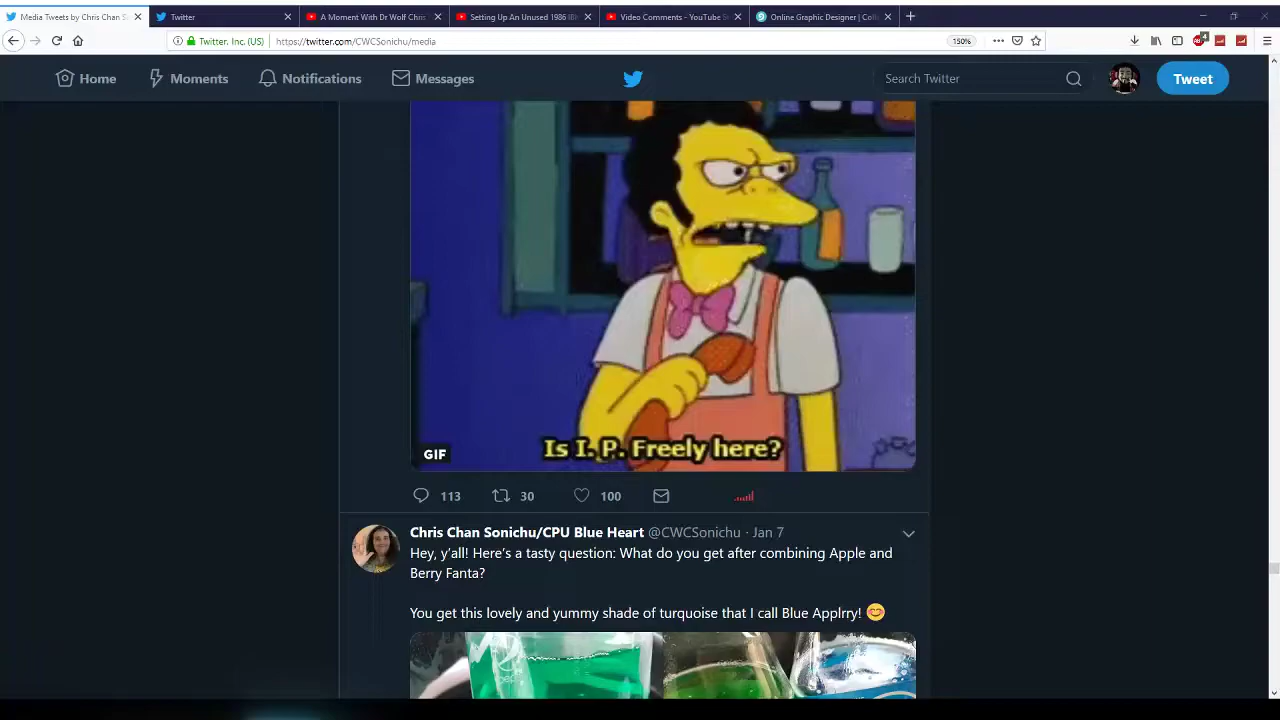 Media Tweets by Chris Chan S
Twitter
A Moment With Dr Wolf Chris
Setting Up An Unused 1986 IB
Video Comments - YouTube S
Online Graphic Designer | Coll
Twitter, Inc. (US)
https://twitter.com/CWCSonichu/media
150%
4
Home
Moments
Notifications
Messages
Search Twitter
Tweet
Is I. P. Freely here?
GIF
113
30
100
Chris Chan Sonichu/CPU Blue Heart @CWCSonichu · Jan 7
Hey, y'all! Here's a tasty question: What do you get after combining Apple and
Berry Fanta?
You get this lovely and yummy shade of turquoise that I call Blue Applrry! 😊